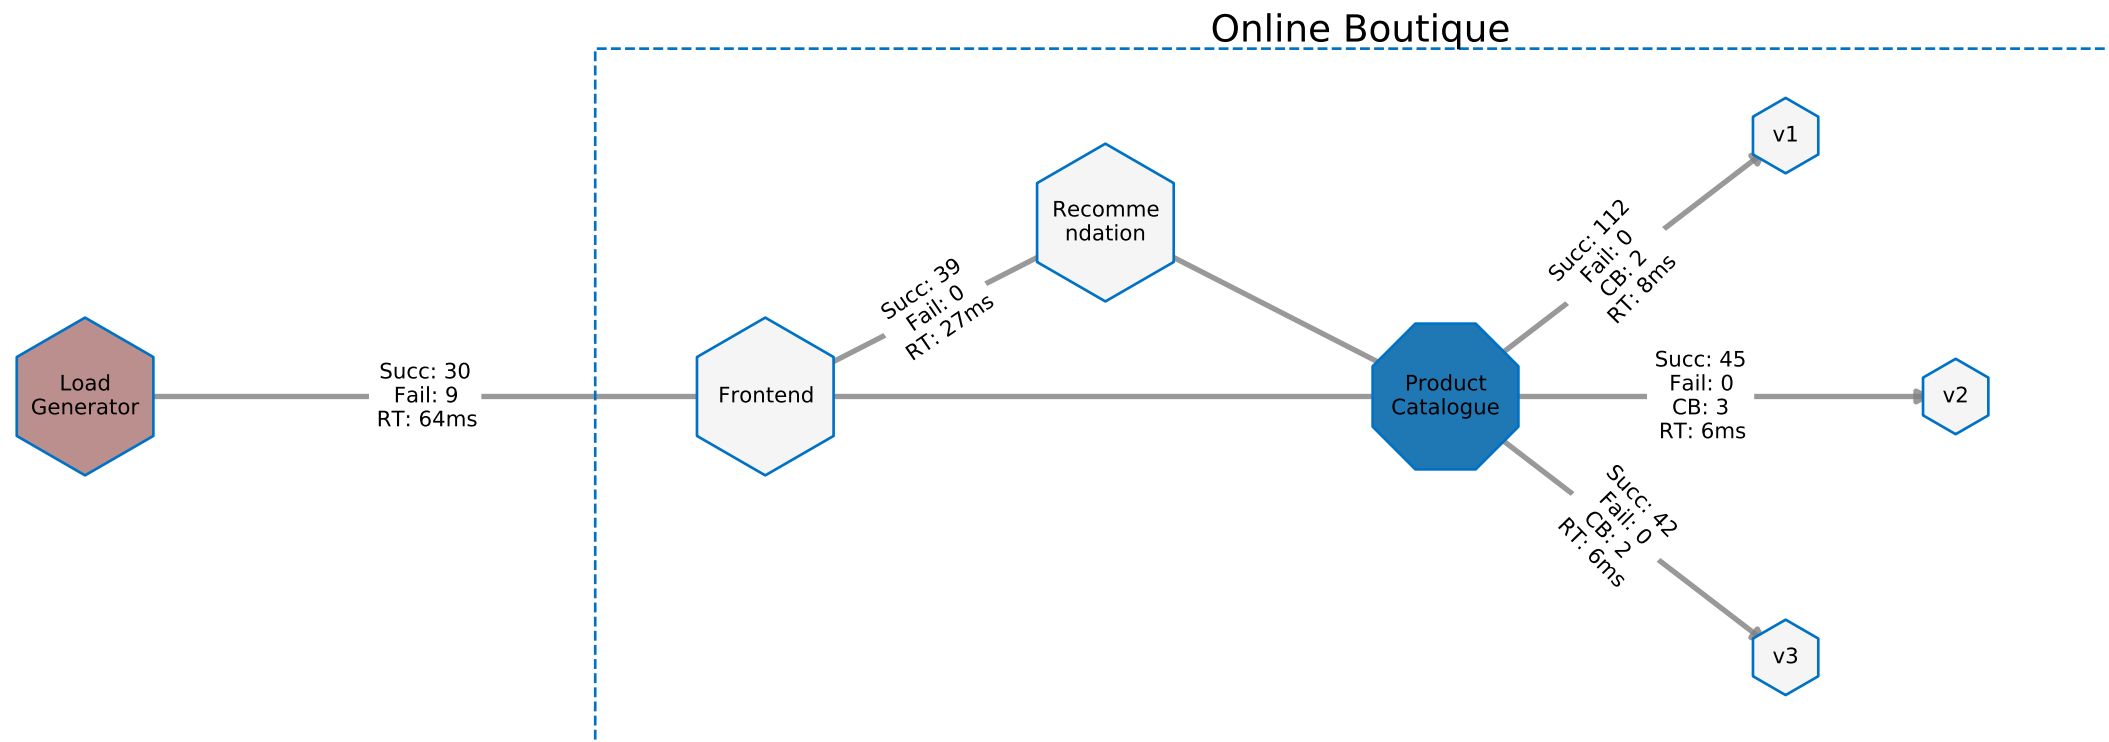 Online Boutique
Load
Generator
Succ: 30
Fail: 9
RT: 64ms
Frontend
Succ: 39
Fail: 0
RT: 27ms
Recomme
ndation
Product
Catalogue
Succ: 112
Fail: 0
CB: 2
RT: 8ms
v1
Succ: 45
Fail: 0
CB: 3
RT: 6ms
v2
Succ: 42
Fail: 0
CB: 2
RT: 6ms
v3